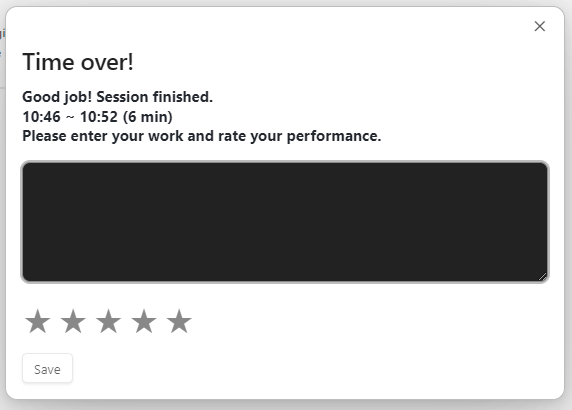 Time over!
Good job! Session finished.
10:46 ~ 10:52 (6 min)
Please enter your work and rate your performance.
Save